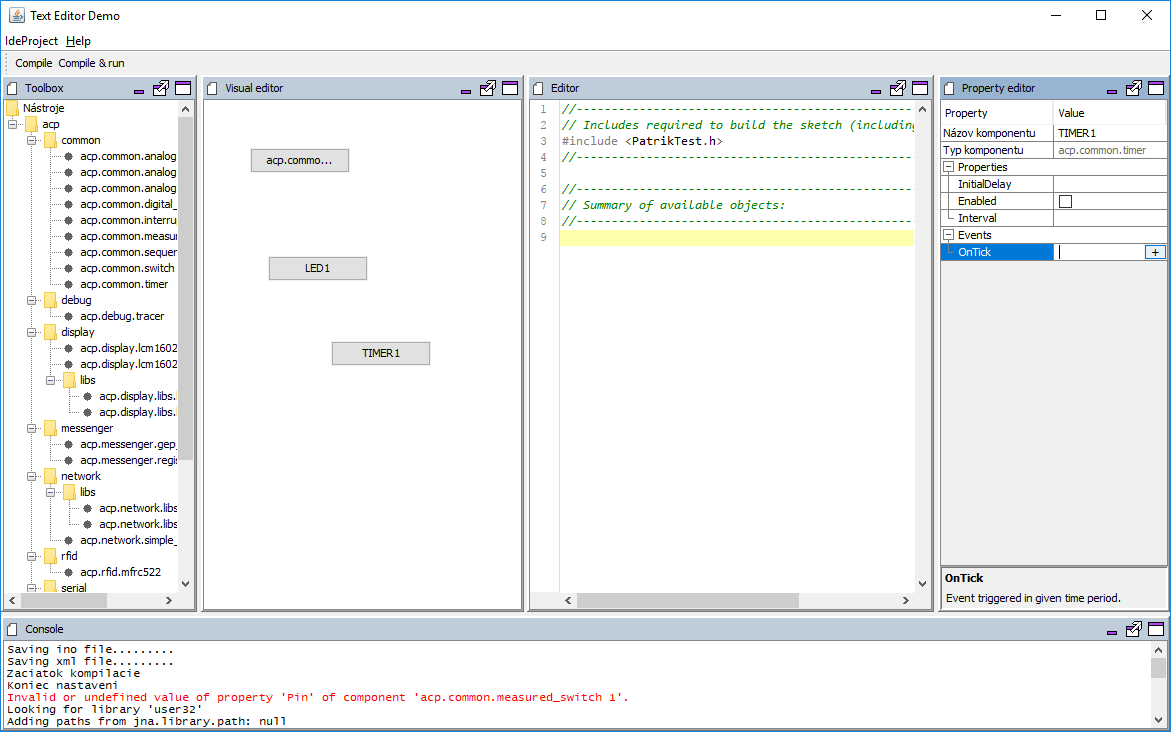 Text Editor Demo
IdeProject Help
Compile Compile & run
Toolbox
Nástroje
acp
common
acp.common.analog
acp.common.analog
acp.common.analog
acp.common.digital_
acp.common.interru
acp.common.measu
acp.common.sequen
acp.common.switch
acp.common.timer
debug
acp.debug.tracer
display
acp.display.lcm1602
acp.display.lcm1602
libs
acp.display.libs.
acp.display.libs.
messenger
acp.messenger.gep_
acp.messenger.regis
network
libs
acp.network.libs
acp.network.libs
acp.network.simple_
rfid
acp.rfid.mfrc522
serial
Visual editor
acp.commo...
LED1
TIMER1
Editor
1 //--------------------------------------------------
2 // Includes required to build the sketch (including
3 #include <PatrikTest.h>
4 //--------------------------------------------------
5
6 //--------------------------------------------------
7 // Summary of available objects:
8 //--------------------------------------------------
9
Property editor
Property Value
Názov komponentu TIMER1
Typ komponentu acp.common.timer
Properties
InitialDelay
Enabled
Interval
Events
OnTick +
OnTick
Event triggered in given time period.
Console
Saving ino file.........
Saving xml file.........
Zaciatok kompilacie
Koniec nastaveni
Invalid or undefined value of property 'Pin' of component 'acp.common.measured_switch 1'.
Looking for library 'user32'
Adding paths from jna.library.path: null